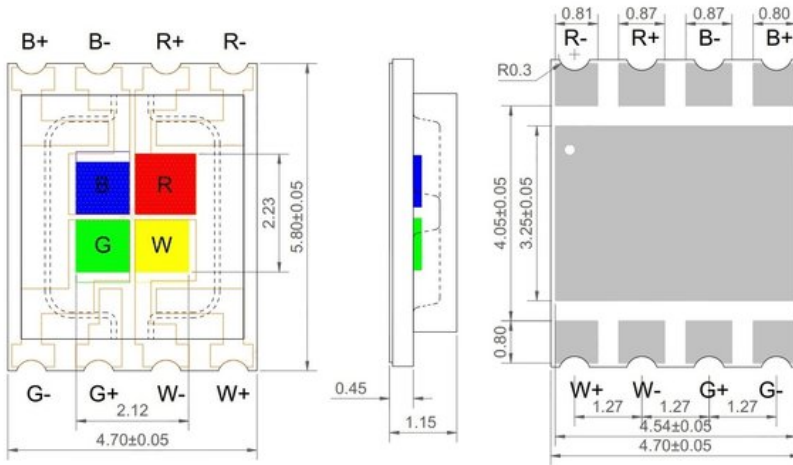 B+ B- R+ R-
B R
G W
2.23
5.80±0.05
G- G+ W- W+
2.12
4.70±0.05
0.45
1.15
0.81 0.87 0.87 0.80
R- R+ B- B+
R0.3
4.05±0.05
3.25±0.05
0.80
W+ W- G+ G-
1.27 1.27 1.27
4.54±0.05
4.70±0.05